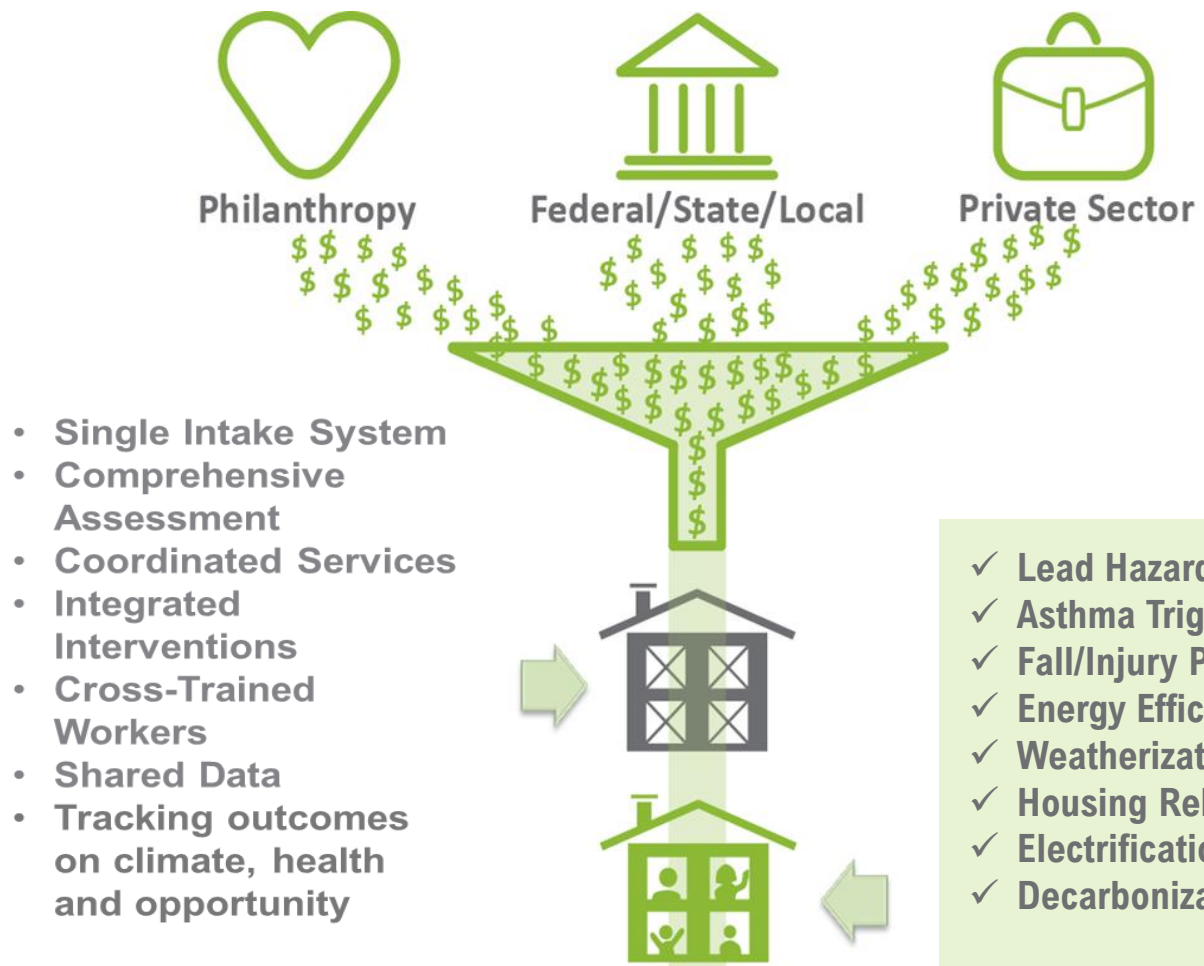 Philanthropy
Federal/State/Local
Private Sector
• Single Intake System
• Comprehensive
Assessment
• Coordinated Services
• Integrated
Interventions
• Cross-Trained
Workers
• Shared Data
• Tracking outcomes
on climate, health
and opportunity
✓ Lead Hazard
✓ Asthma Trig
✓ Fall/Injury P
✓ Energy Effic
✓ Weatherizat
✓ Housing Re
✓ Electrificatio
✓ Decarboniza